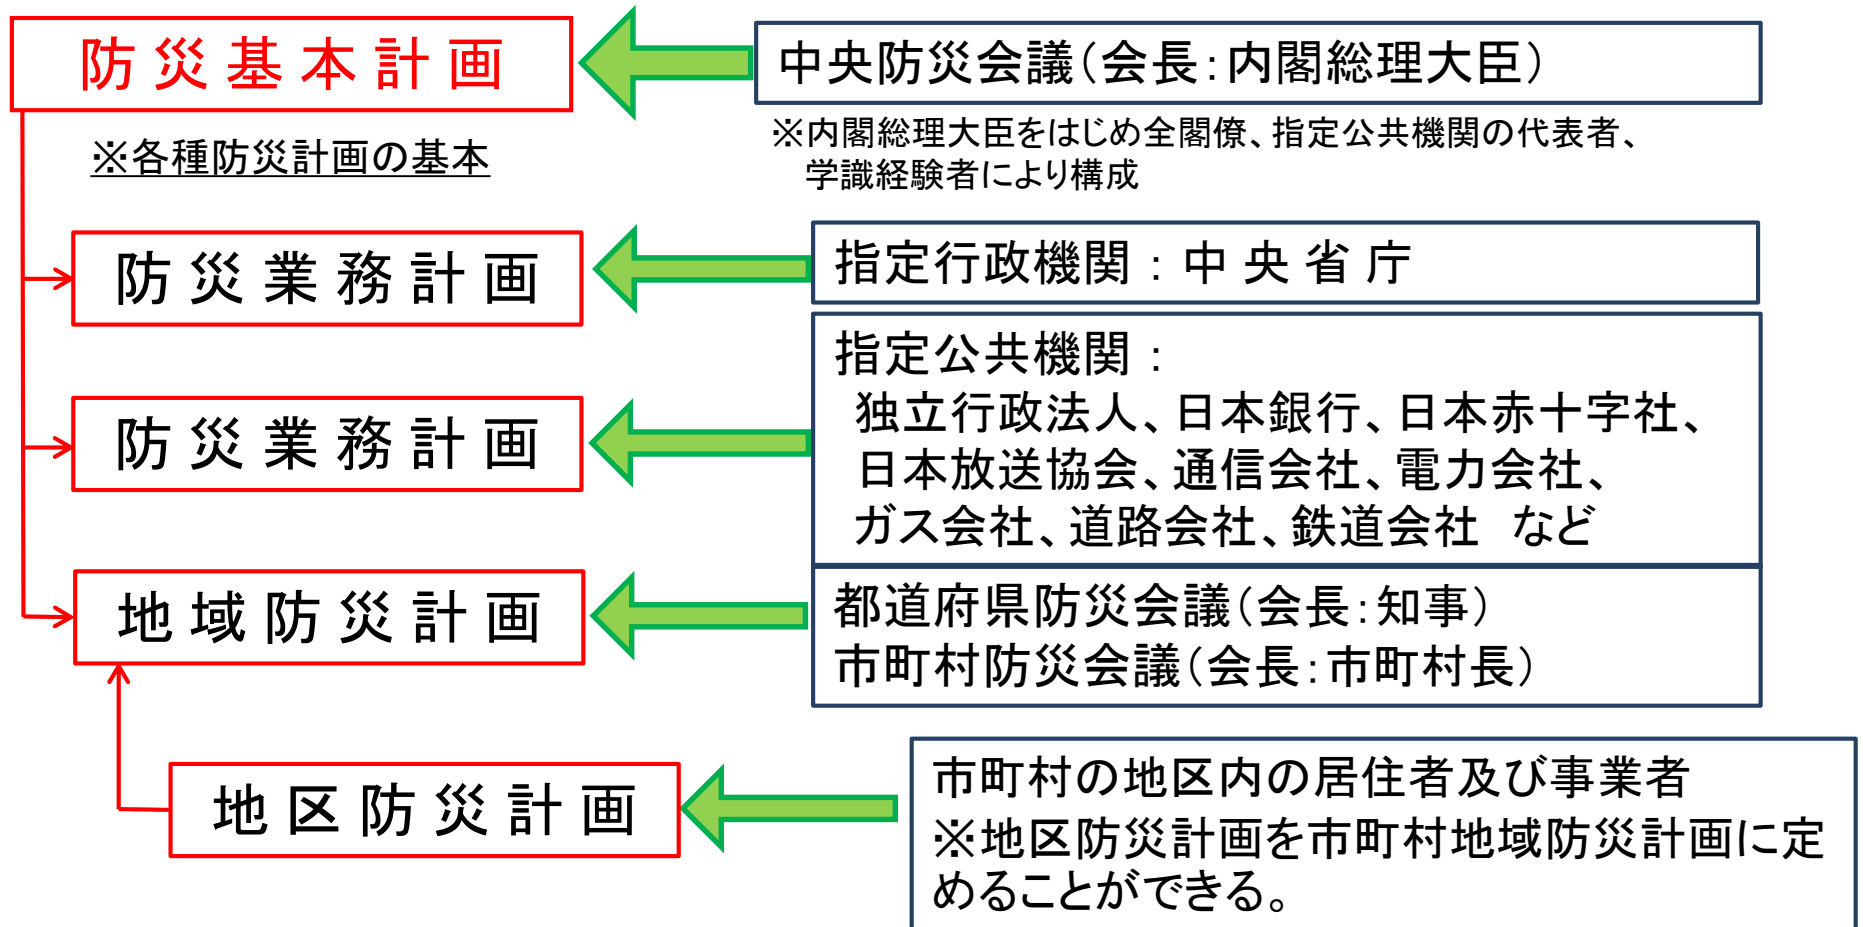 防災基本計画
中央防災会議（会長：内閣総理大臣）
※各種防災計画の基本
※内閣総理大臣をはじめ全閣僚、指定公共機関の代表者、
学識経験者により構成
防災業務計画
指定行政機関：中央省庁
防災業務計画
指定公共機関：
独立行政法人、日本銀行、日本赤十字社、
日本放送協会、通信会社、電力会社、
ガス会社、道路会社、鉄道会社　など
地域防災計画
都道府県防災会議（会長：知事）
市町村防災会議（会長：市町村長）
地区防災計画
市町村の地区内の居住者及び事業者
※地区防災計画を市町村地域防災計画に定
めることができる。